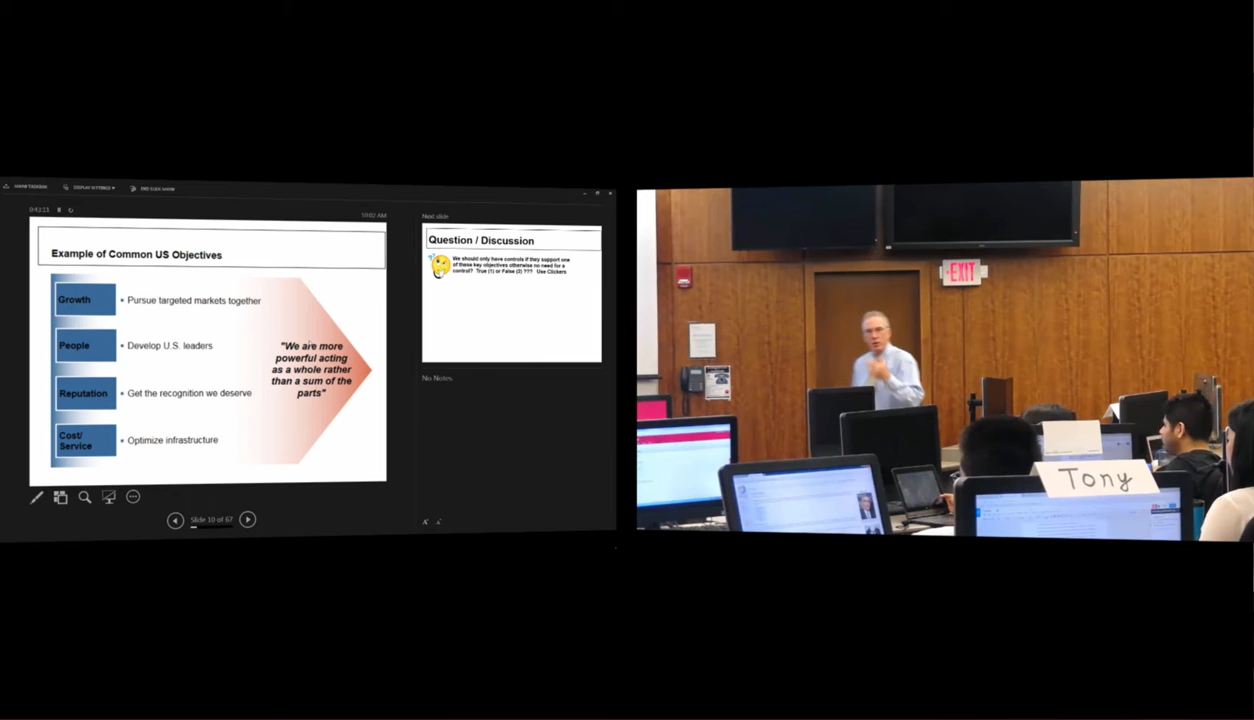 SHOW TASKBAR
DISPLAY SETTINGS ▾
END SLIDE SHOW
0:43:11
10:02 AM
Example of Common US Objectives
Growth
▪ Pursue targeted markets together
People
▪ Develop U.S. leaders
Reputation
▪ Get the recognition we deserve
Cost/
Service
▪ Optimize infrastructure
"We are more
powerful acting
as a whole rather
than a sum of the
parts"
Slide 10 of 67
Next slide
Question / Discussion
We should only have controls if they support one
of these key objectives otherwise no need for a
control? True (1) or False (2) ??? Use Clickers
No Notes
EXIT
Tony